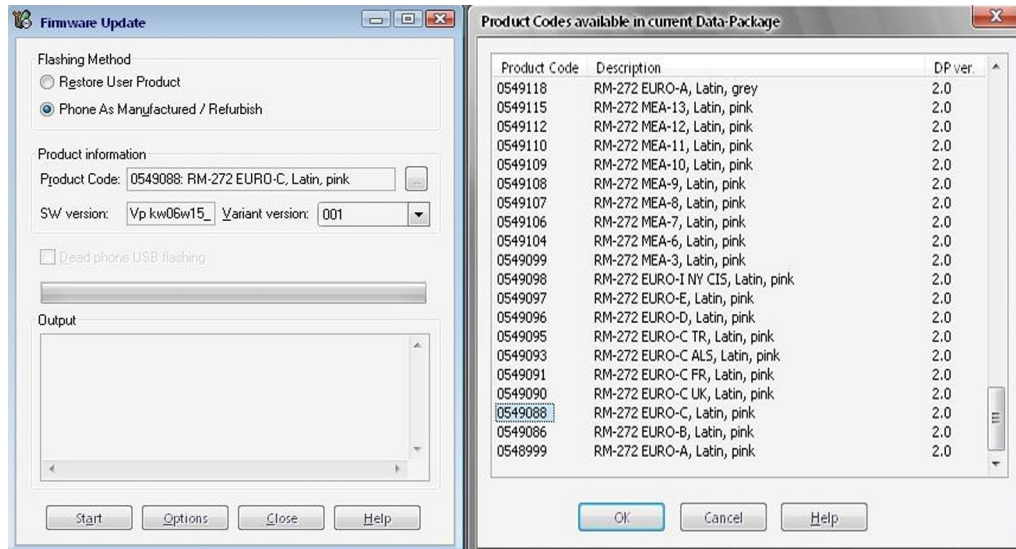 Firmware Update
Flashing Method
Restore User Product
Phone As Manufactured / Refurbish
Product information
Product Code: 0549088: RM-272 EURO-C, Latin, pink ...
SW version: Vp kw06w15_ Variant version: 001
Dead phone USB flashing
Output
Start Options Close Help
Product Codes available in current Data-Package
Product Code Description DP ver.
0549118 RM-272 EURO-A, Latin, grey 2.0
0549115 RM-272 MEA-13, Latin, pink 2.0
0549112 RM-272 MEA-12, Latin, pink 2.0
0549110 RM-272 MEA-11, Latin, pink 2.0
0549109 RM-272 MEA-10, Latin, pink 2.0
0549108 RM-272 MEA-9, Latin, pink 2.0
0549107 RM-272 MEA-8, Latin, pink 2.0
0549106 RM-272 MEA-7, Latin, pink 2.0
0549104 RM-272 MEA-6, Latin, pink 2.0
0549099 RM-272 MEA-3, Latin, pink 2.0
0549098 RM-272 EURO-I NY CIS, Latin, pink 2.0
0549097 RM-272 EURO-E, Latin, pink 2.0
0549096 RM-272 EURO-D, Latin, pink 2.0
0549095 RM-272 EURO-C TR, Latin, pink 2.0
0549093 RM-272 EURO-C ALS, Latin, pink 2.0
0549091 RM-272 EURO-C FR, Latin, pink 2.0
0549090 RM-272 EURO-C UK, Latin, pink 2.0
0549088 RM-272 EURO-C, Latin, pink 2.0
0549086 RM-272 EURO-B, Latin, pink 2.0
0548999 RM-272 EURO-A, Latin, pink 2.0
OK Cancel Help